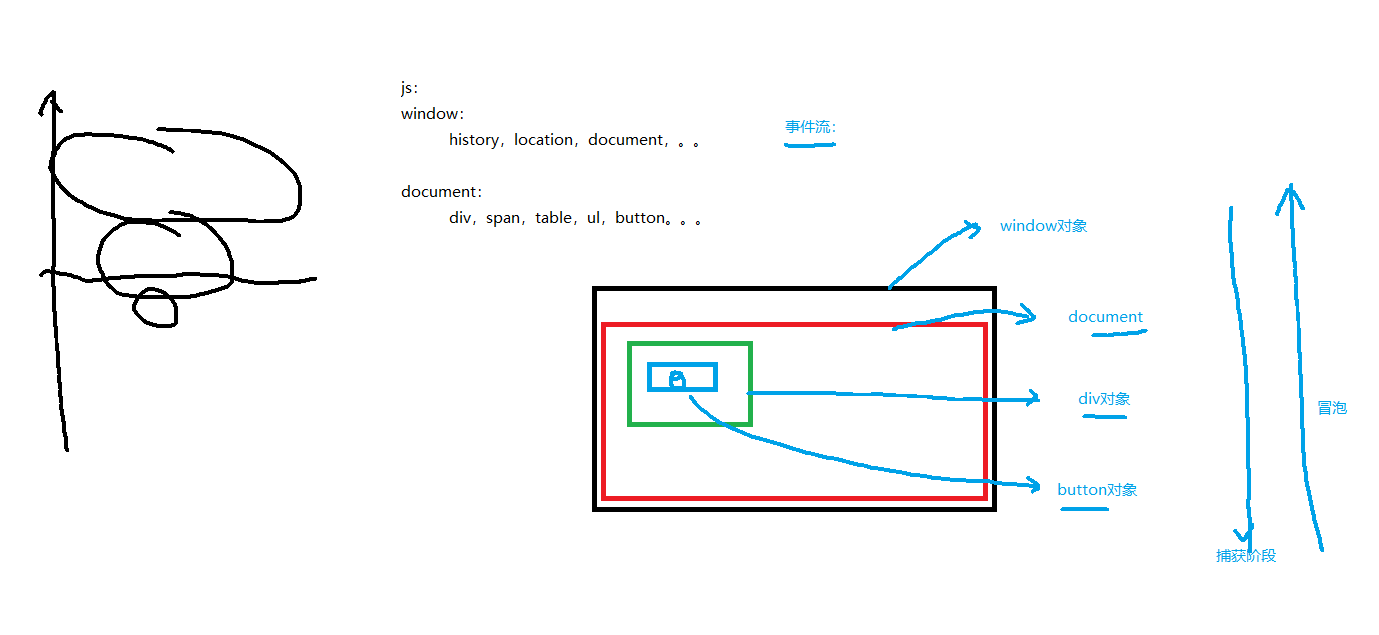 js:
window:
history，location，document，。。
document:
div，span，table，ul，button。。。
事件流:
window对象
document
div对象
button对象
冒泡
捕获阶段